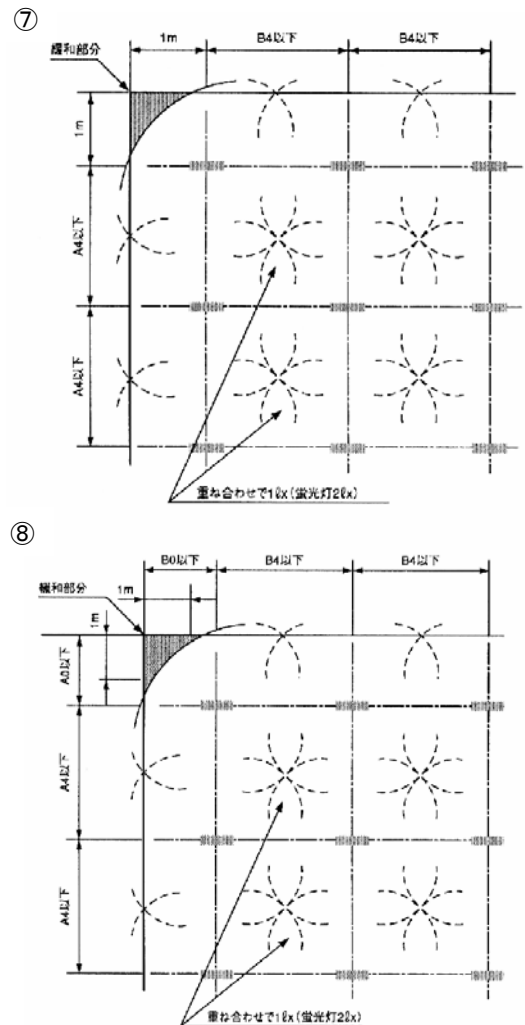 ⑦
1m
B4以下
B4以下
緩和部分
1m
A4以下
A4以下
重ね合わせで1ℓx(蛍光灯2ℓx)
⑧
B0以下
B4以下
B4以下
緩和部分
1m
1m
A0以下
A4以下
A4以下
重ね合わせで1ℓx(蛍光灯2ℓx)